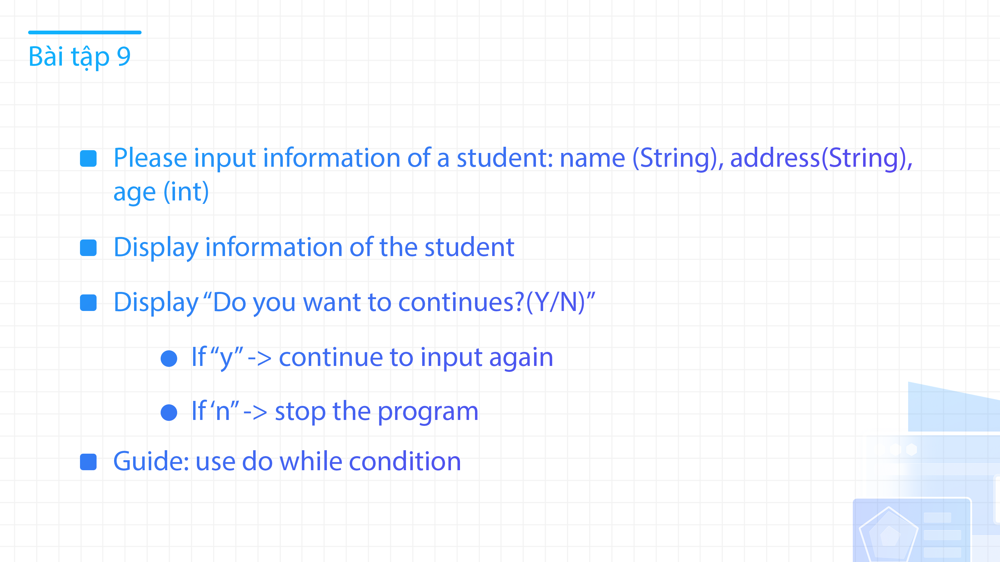 Bài tập 9
Please input information of a student: name (String), address(String),
age (int)
Display information of the student
Display “Do you want to continues?(Y/N)”
If “y” -> continue to input again
If ‘n” -> stop the program
Guide: use do while condition